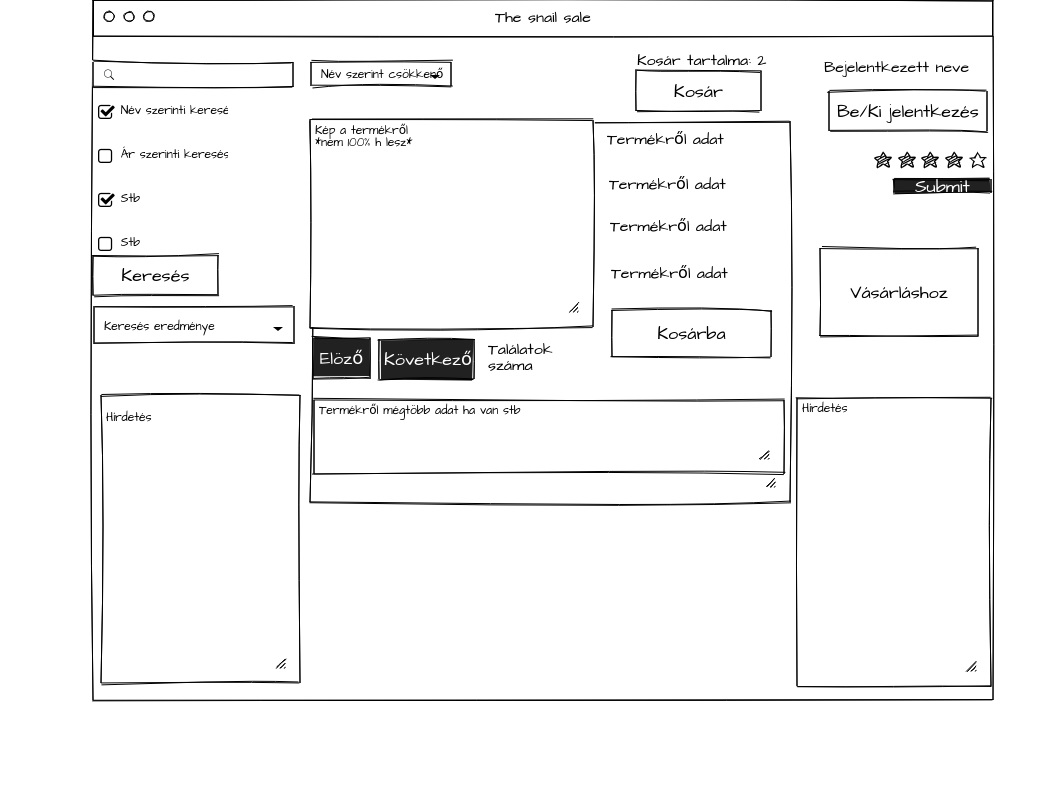 The snail sale
Név szerint csökkenő
Kosár tartalma: 2
Kosár
Bejelentkezett neve
Be/Ki jelentkezés
Submit
Név szerinti keresé
Ár szerinti keresés
Stb
Stb
Keresés
Keresés eredménye
Kép a termékről
*nem 100% h lesz*
Termékről adat
Termékről adat
Termékről adat
Termékről adat
Kosárba
Vásárláshoz
Elöző
Következő
Találatok
száma
Termékről mégtöbb adat ha van stb
Hirdetés
Hirdetés